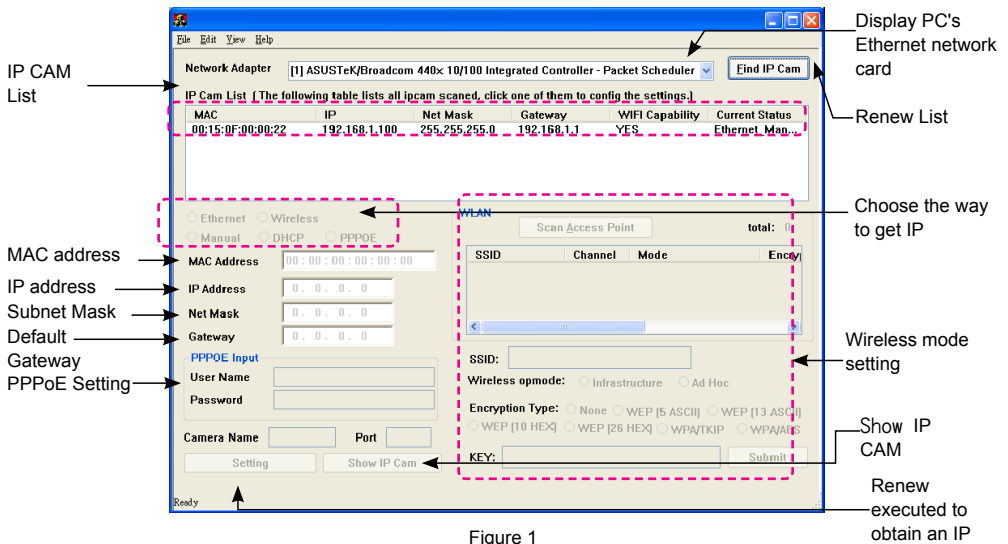 File Edit View Help
Display PC's
Ethernet network
card
Network Adapter [1] ASUSTeK/Broadcom 440x 10/100 Integrated Controller - Packet Scheduler Find IP Cam
IP CAM
List
IP Cam List (The following table lists all ipcam scaned, click one of them to config the settings.)
MAC IP Net Mask Gateway WIFI Capability Current Status
00:15:0F:00:00:22 192.168.1.100 255.255.255.0 192.168.1.1 YES Ethernet Man...
Renew List
Ethernet Wireless
Manual DHCP PPPOE
Choose the way
to get IP
WLAN
Scan Access Point total: 0
SSID Channel Mode Encryp
MAC address
MAC Address 00:00:00:00:00:00
IP address
IP Address 0. 0. 0. 0
Subnet Mask
Net Mask 0. 0. 0. 0
Default
Gateway
Gateway 0. 0. 0. 0
PPPoE Setting
PPPOE Input
User Name
Password
Wireless mode
setting
SSID:
Wireless opmode: Infrastructure Ad Hoc
Encryption Type: None WEP (5 ASCII) WEP (13 ASCII)
WEP (10 HEX) WEP (26 HEX) WPA/TKIP WPA/AES
KEY: Submit
Camera Name Port
Setting Show IP Cam
Show IP
CAM
Ready
Renew
executed to
obtain an IP
Figure 1